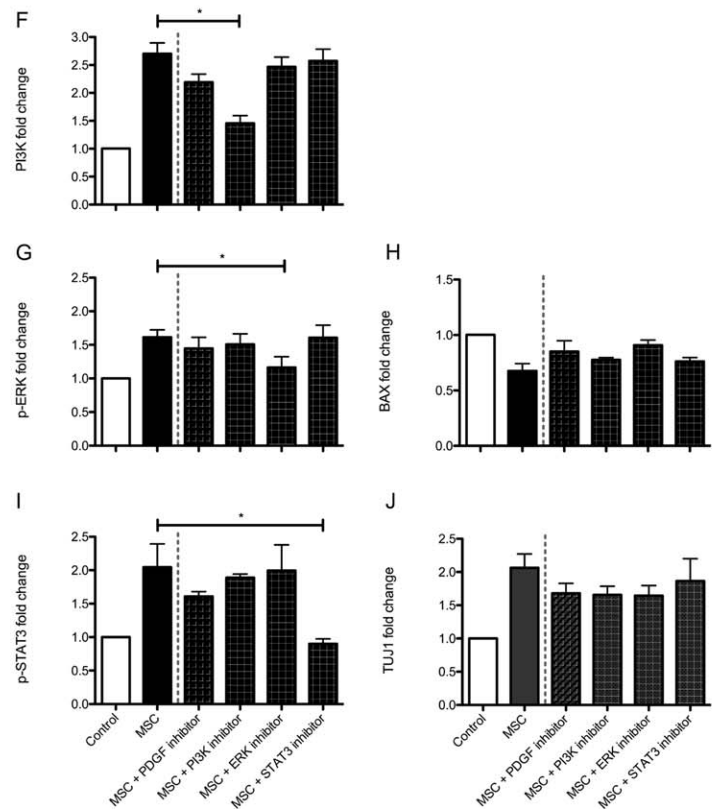 F
*
PI3K fold change
3.0
2.5
2.0
1.5
1.0
0.5
0.0
G
*
p-ERK fold change
2.5
2.0
1.5
1.0
0.5
0.0
H
BAX fold change
1.5
1.0
0.5
0.0
I
*
p-STAT3 fold change
2.5
2.0
1.5
1.0
0.5
0.0
Control
MSC
MSC + PDGF inhibitor
MSC + PI3K inhibitor
MSC + ERK inhibitor
MSC + STAT3 inhibitor
J
TUJ1 fold change
2.5
2.0
1.5
1.0
0.5
0.0
Control
MSC
MSC + PDGF inhibitor
MSC + PI3K inhibitor
MSC + ERK inhibitor
MSC + STAT3 inhibitor